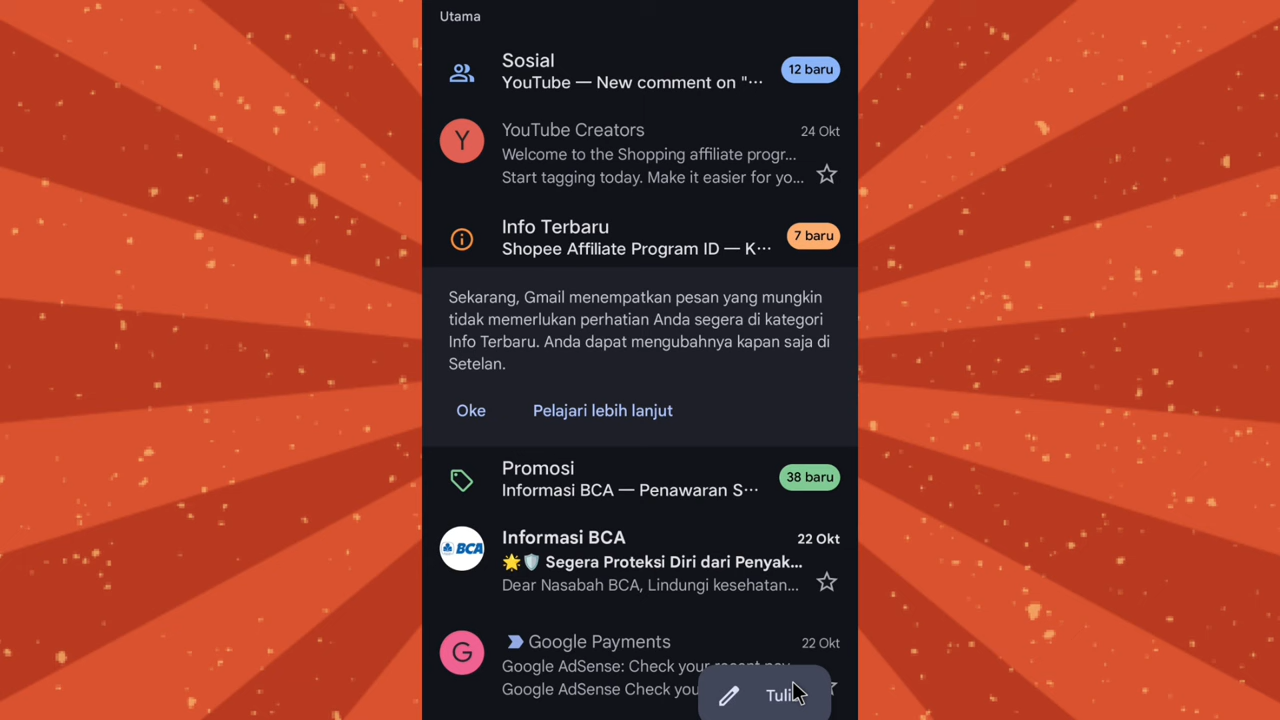 Utama
Sosial
YouTube — New comment on "···
12 baru
YouTube Creators
24 Okt
Welcome to the Shopping affiliate progr...
Start tagging today. Make it easier for yo...
Info Terbaru
Shopee Affiliate Program ID — K···
7 baru
Sekarang, Gmail menempatkan pesan yang mungkin
tidak memerlukan perhatian Anda segera di kategori
Info Terbaru. Anda dapat mengubahnya kapan saja di
Setelan.
Oke
Pelajari lebih lanjut
Promosi
Informasi BCA — Penawaran S···
38 baru
BCA
Informasi BCA
22 Okt
🌟🛡️ Segera Proteksi Diri dari Penyak...
Dear Nasabah BCA, Lindungi kesehatan...
Google Payments
22 Okt
Google AdSense: Check your recent
Google AdSense Check
Y
G